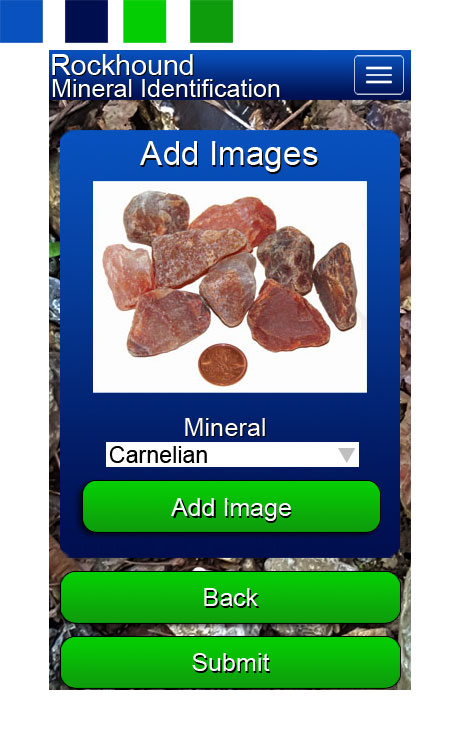 Rockhound
Mineral Identification
Add Images
Mineral
Carnelian
Add Image
Back
Submit